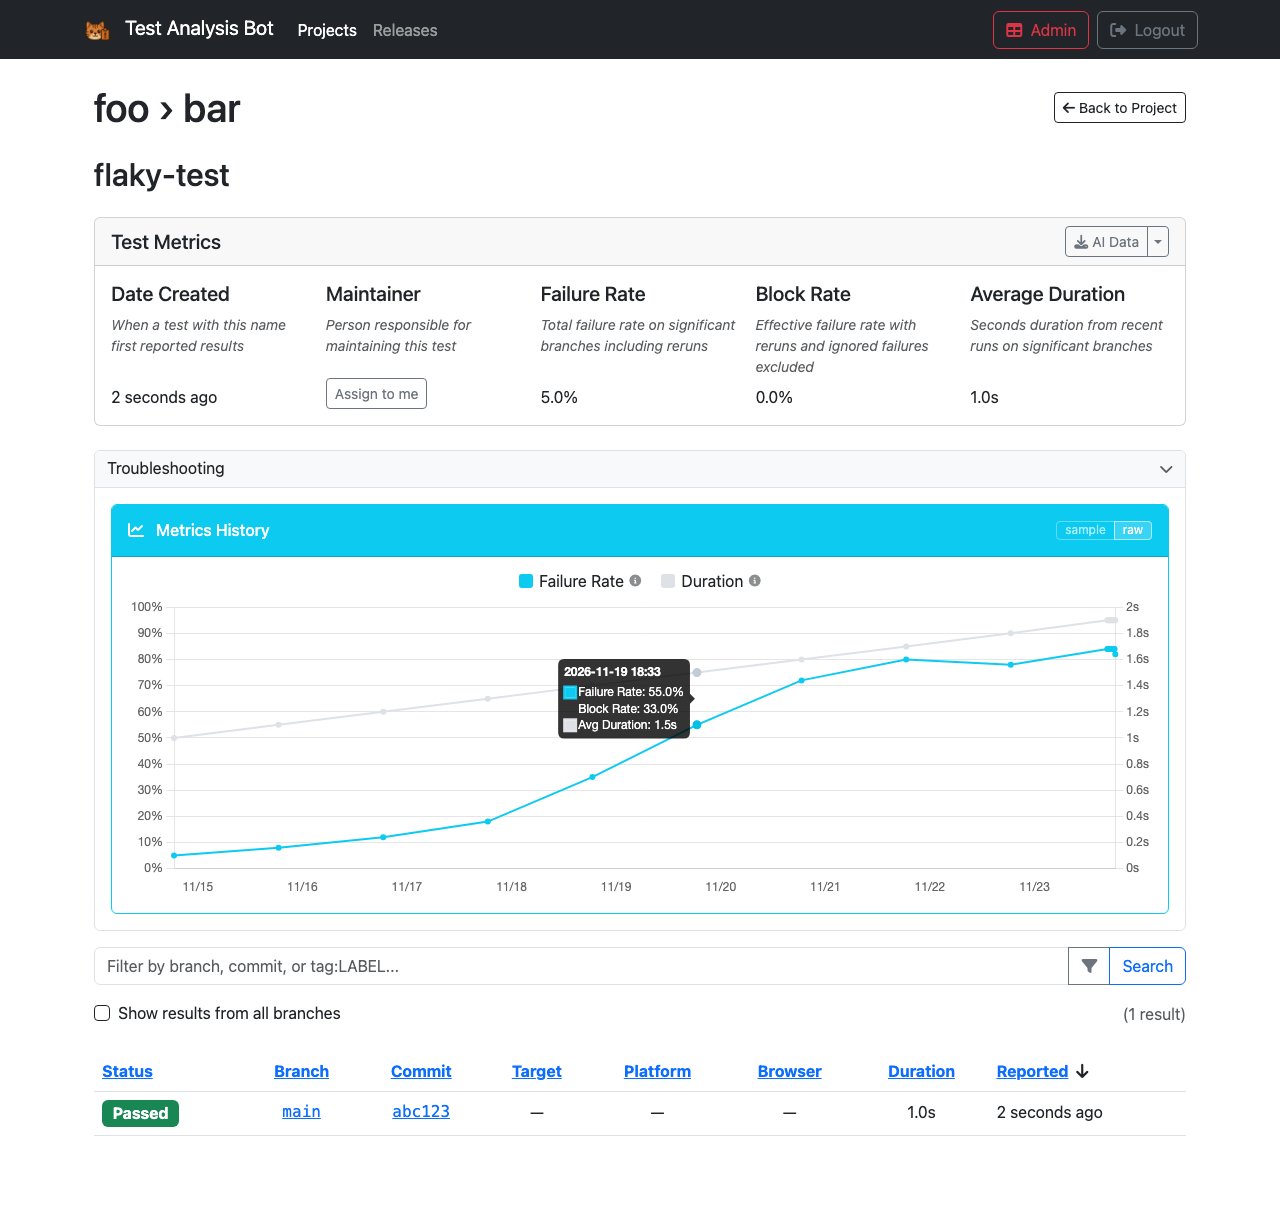 Test Analysis Bot Projects Releases Admin Logout
foo › bar
Back to Project
flaky-test
Test Metrics
AI Data
Date Created
When a test with this name
first reported results
2 seconds ago
Maintainer
Person responsible for
maintaining this test
Assign to me
Failure Rate
Total failure rate on significant
branches including reruns
5.0%
Block Rate
Effective failure rate with
reruns and ignored failures
excluded
0.0%
Average Duration
Seconds duration from recent
runs on significant branches
1.0s
Troubleshooting
Metrics History
sample raw
Failure Rate Duration
100%
90%
80%
70%
60%
50%
40%
30%
20%
10%
0%
2026-11-19 18:33
Failure Rate: 55.0%
Block Rate: 33.0%
Avg Duration: 1.5s
2s
1.8s
1.6s
1.4s
1.2s
1s
0.8s
0.6s
0.4s
0.2s
0s
11/15 11/16 11/17 11/18 11/19 11/20 11/21 11/22 11/23
Filter by branch, commit, or tag:LABEL...
Search
Show results from all branches
(1 result)
Status Branch Commit Target Platform Browser Duration Reported
Passed main abc123 — — — 1.0s 2 seconds ago